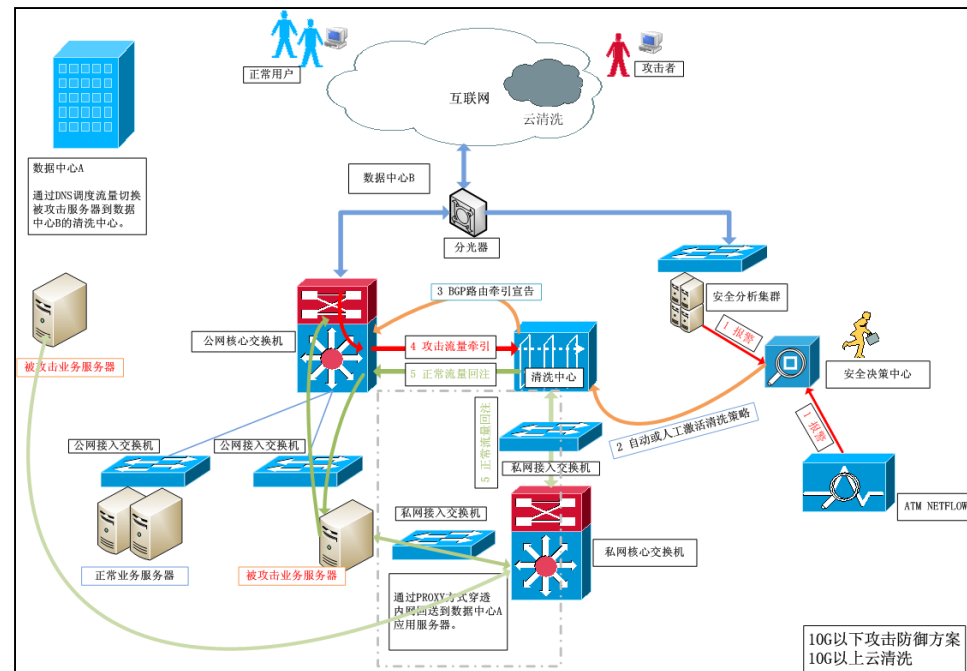 正常用户
攻击者
互联网
云清洗
数据中心A
通过DNS调度流量切换
被攻击服务器到数据
中心B的清洗中心。
数据中心B
分光器
3 BGP路由牵引宣告
安全分析集群
公网核心交换机
4 攻击流量牵引
1 报警
被攻击业务服务器
5 正常流量回注
清洗中心
安全决策中心
2 自动或人工激活清洗策略
1 报警
公网接入交换机
公网接入交换机
5 正常流量回注
私网接入交换机
ATM NETFLOW
私网接入交换机
私网核心交换机
正常业务服务器
被攻击业务服务器
通过PROXY方式穿透
内网回送到数据中心A
应用服务器。
10G以下攻击防御方案
10G以上云清洗